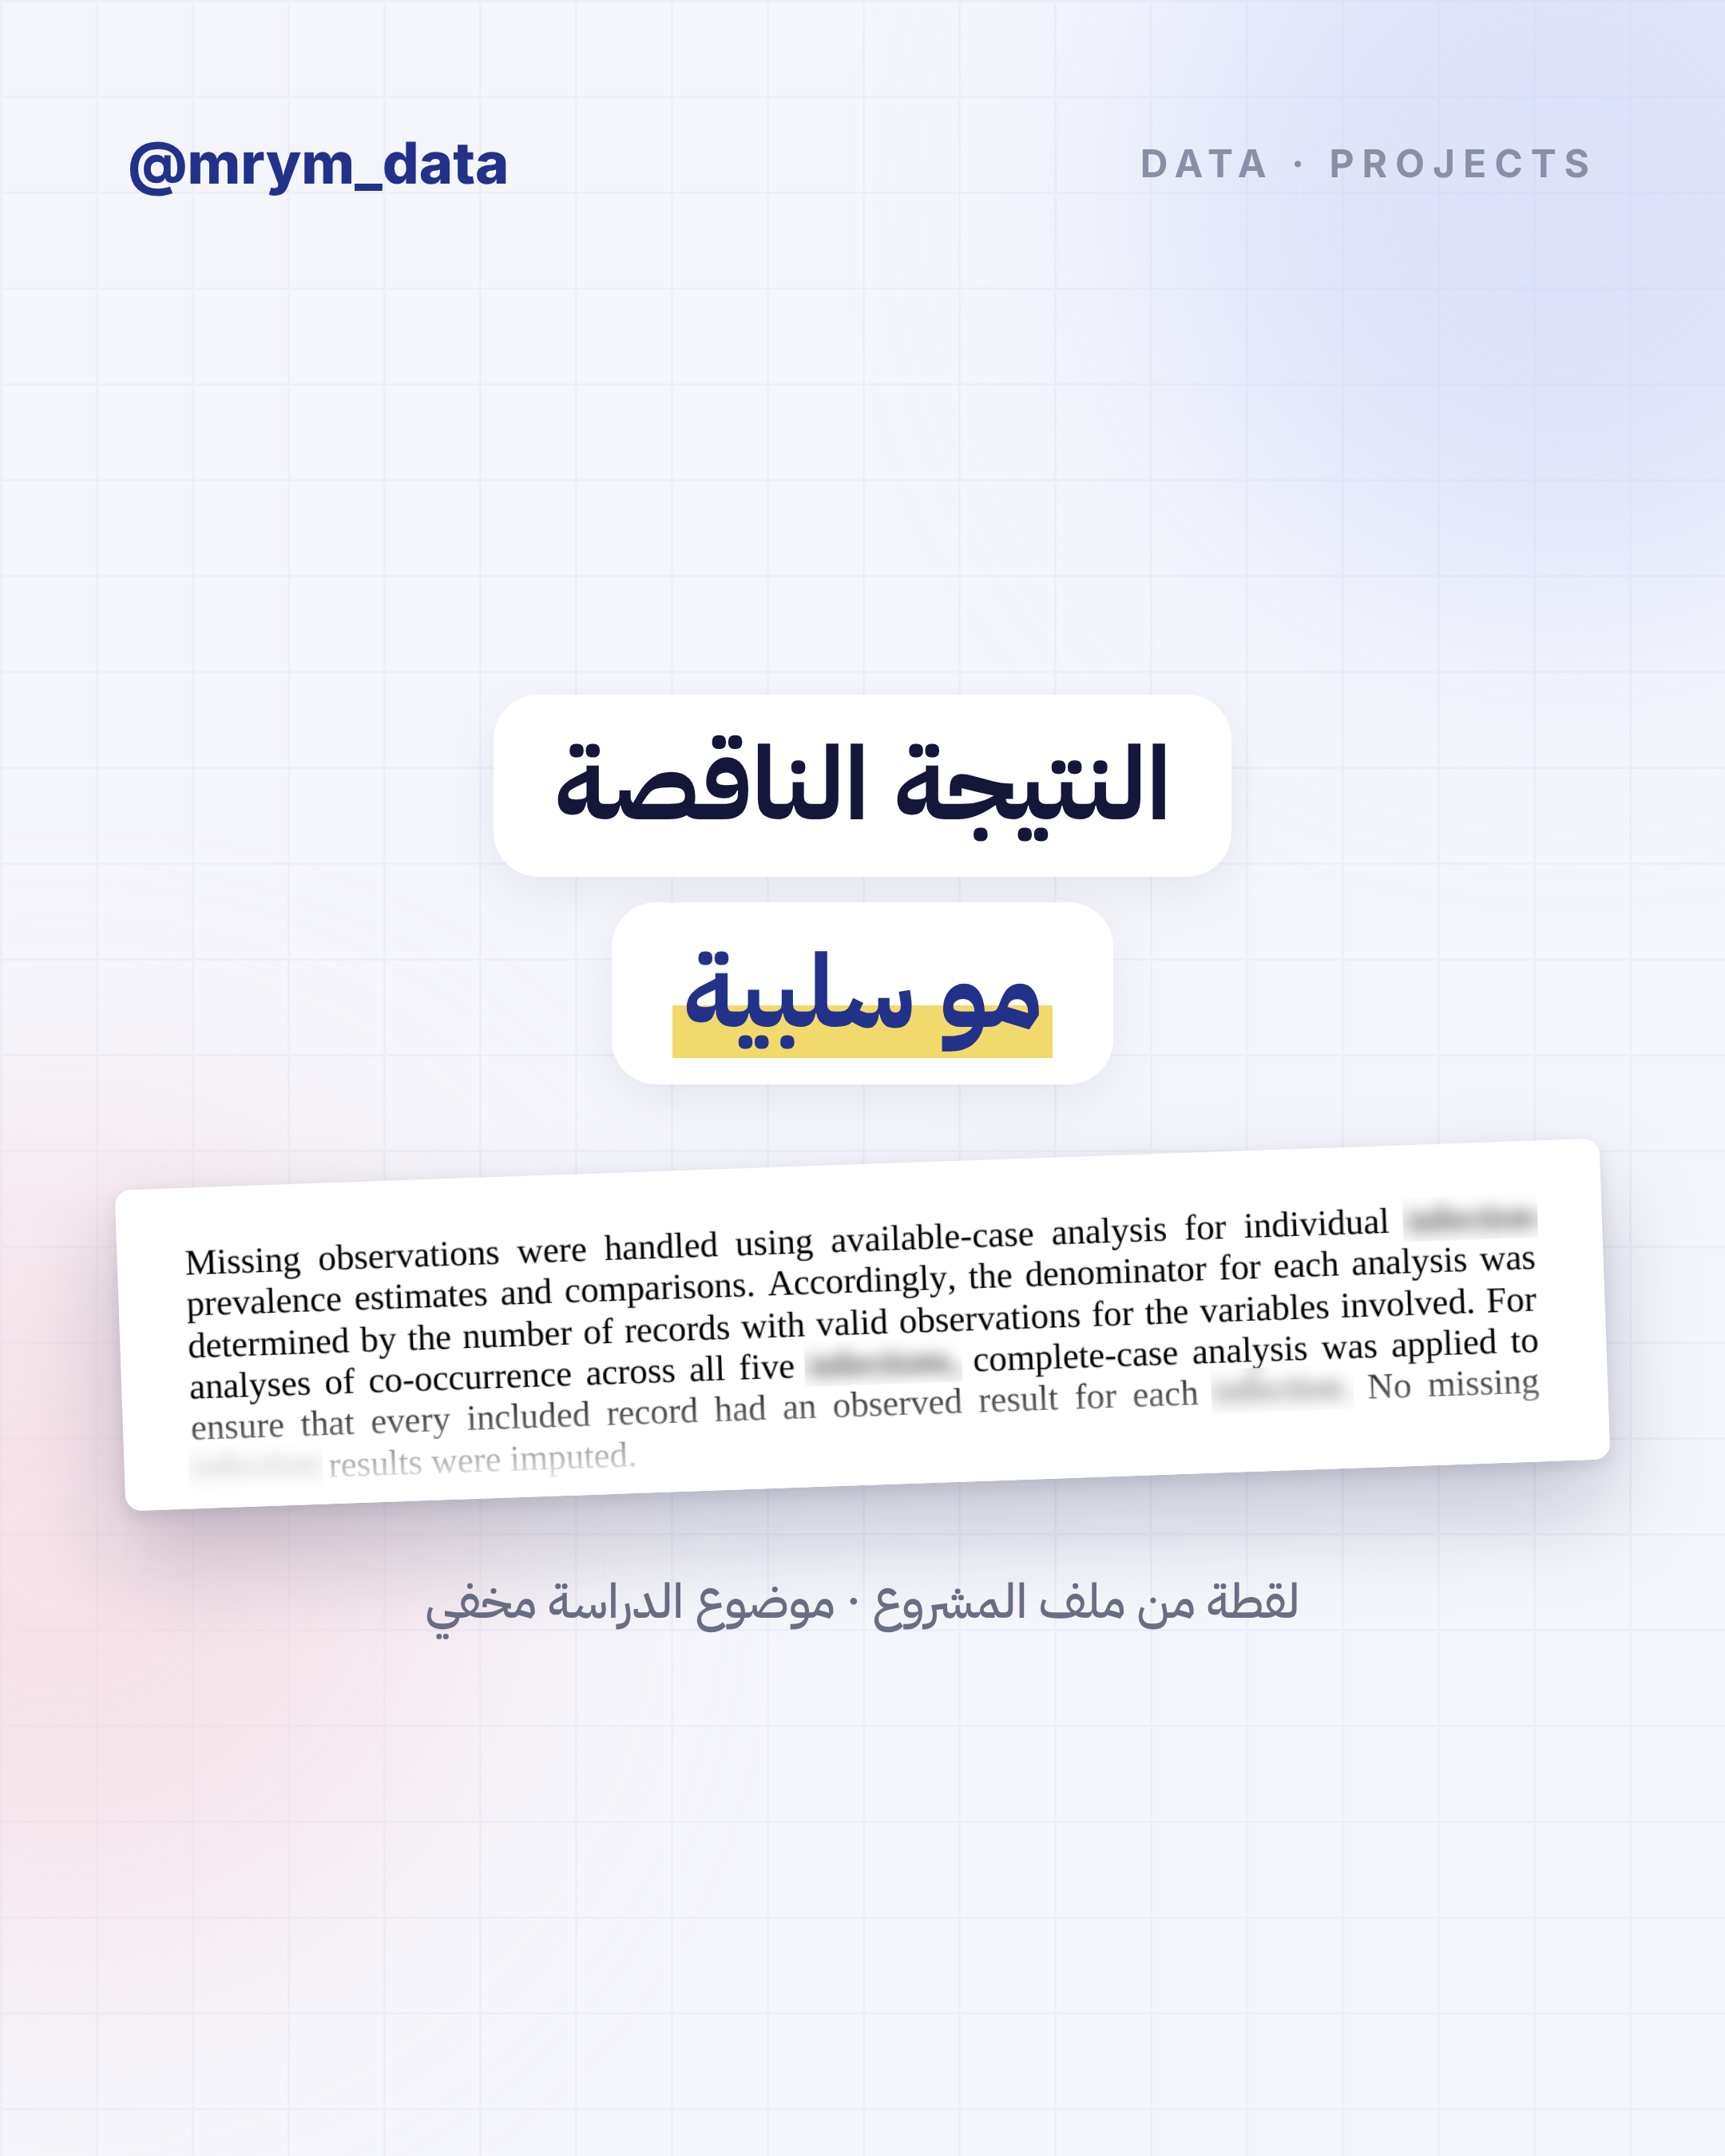 @mrym_data
DATA · PROJECTS
النتيجة الناقصة
مو سلبية
Missing observations were handled using available-case analysis for individual
prevalence estimates and comparisons. Accordingly, the denominator for each analysis was
determined by the number of records with valid observations for the variables involved. For
analyses of co-occurrence across all five complete-case analysis was applied to
ensure that every included record had an observed result for each No missing
results were imputed.
لقطة من ملف المشروع · موضوع الدراسة مخفي